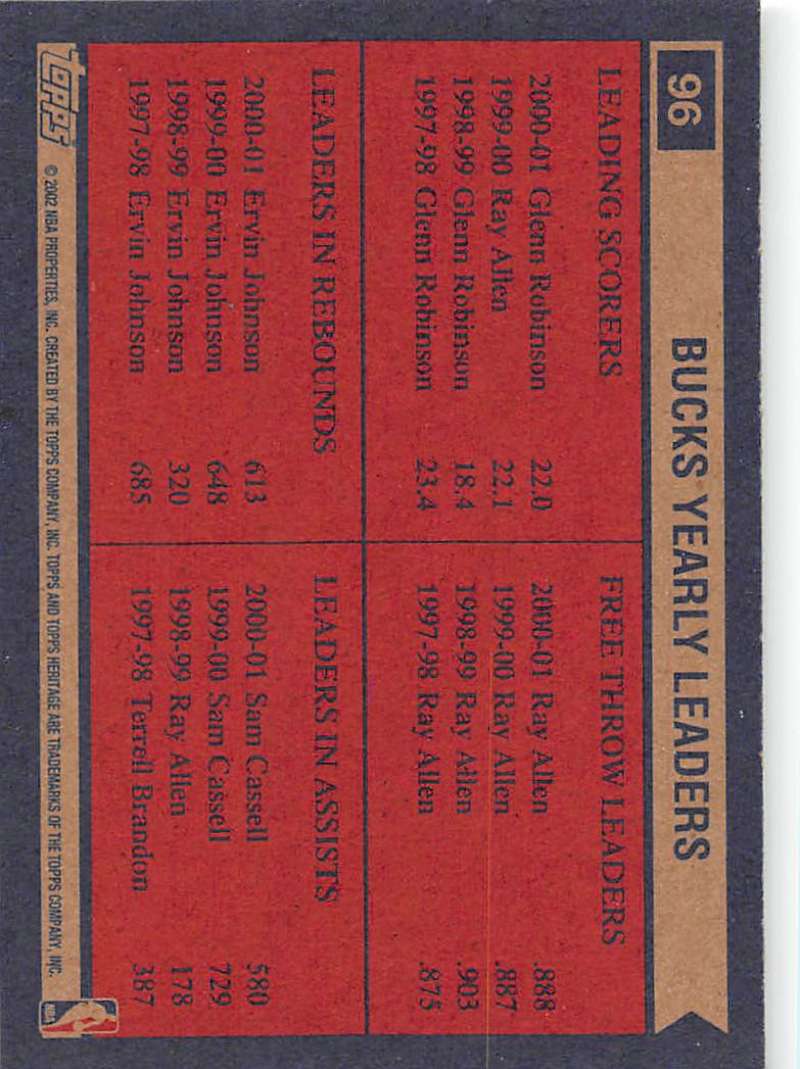 96 BUCKS YEARLY LEADERS
LEADING SCORERS
2000-01 Glenn Robinson 22.0
1999-00 Ray Allen 22.1
1998-99 Glenn Robinson 18.4
1997-98 Glenn Robinson 23.4
FREE THROW LEADERS
2000-01 Ray Allen .888
1999-00 Ray Allen .887
1998-99 Ray Allen .903
1997-98 Ray Allen .875
LEADERS IN REBOUNDS
2000-01 Ervin Johnson 613
1999-00 Ervin Johnson 648
1998-99 Ervin Johnson 320
1997-98 Ervin Johnson 685
LEADERS IN ASSISTS
2000-01 Sam Cassell 580
1999-00 Sam Cassell 729
1998-99 Ray Allen 178
1997-98 Terrell Brandon 387
topps © 2002 NBA PROPERTIES, INC. CREATED BY THE TOPPS COMPANY, INC. TOPPS AND TOPPS HERITAGE ARE TRADEMARKS OF THE TOPPS COMPANY, INC. NBA